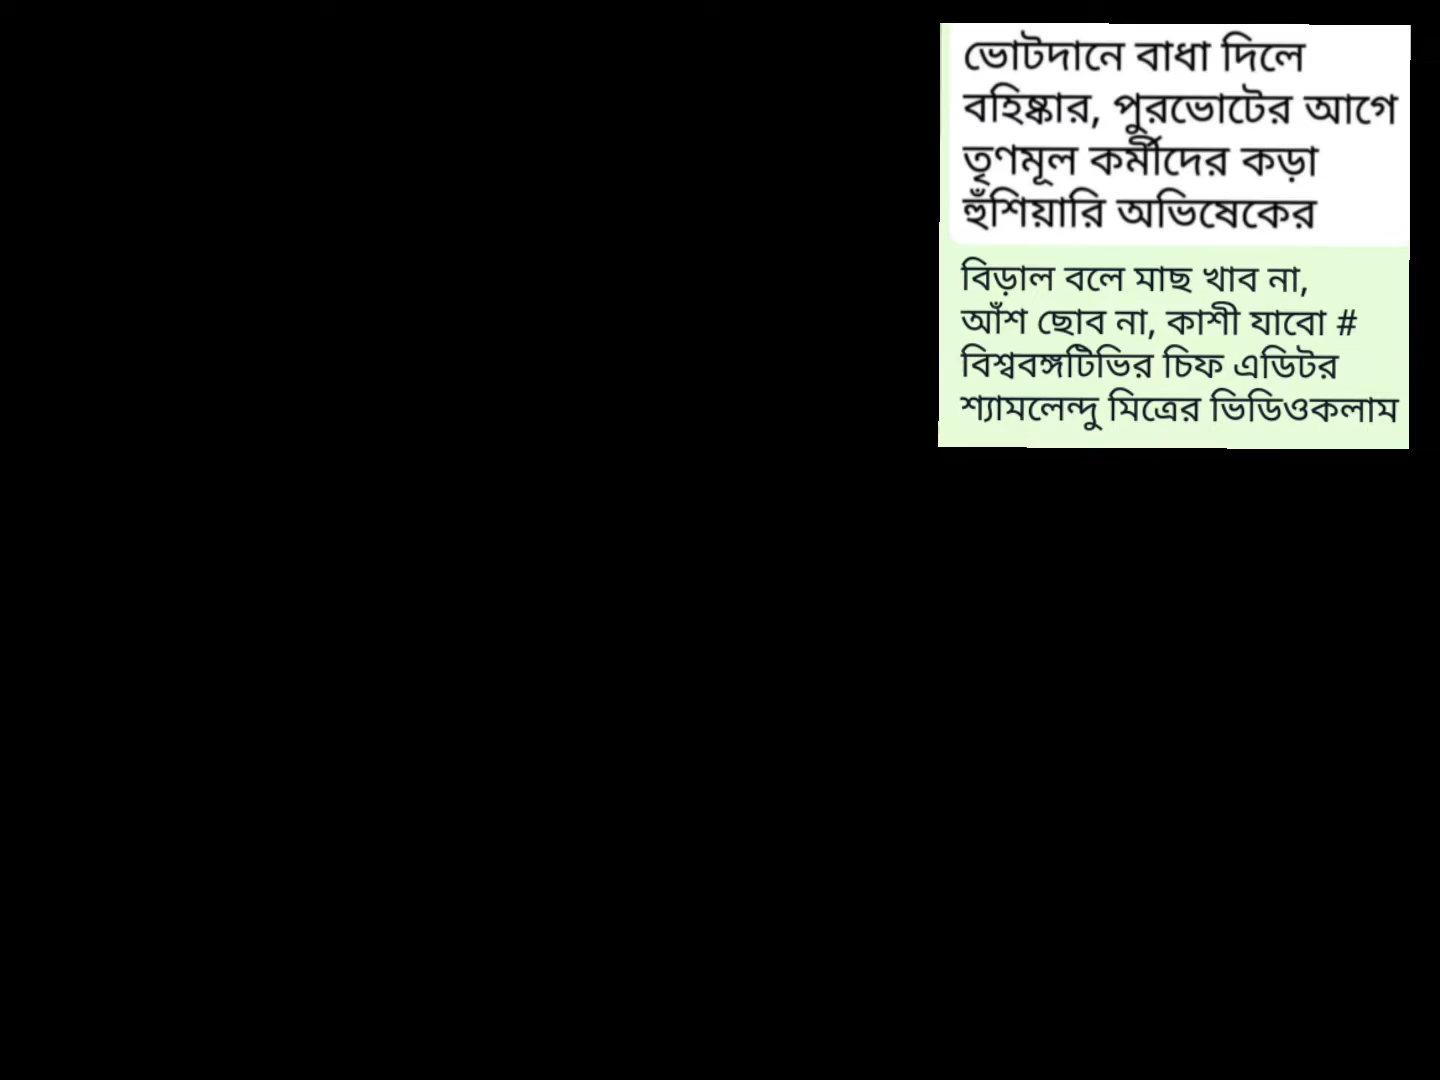 ভোটদানে বাধা দিলে
বহিষ্কার, পুরভোটের আগে
তৃণমূল কর্মীদের কড়া
হুঁশিয়ারি অভিষেকের
বিড়াল বলে মাছ খাব না,
আঁশ ছোব না, কাশী যাবো #
বিশ্ববঙ্গটিভির চিফ এডিটর
শ্যামলেন্দু মিত্রের ভিডিওকলাম